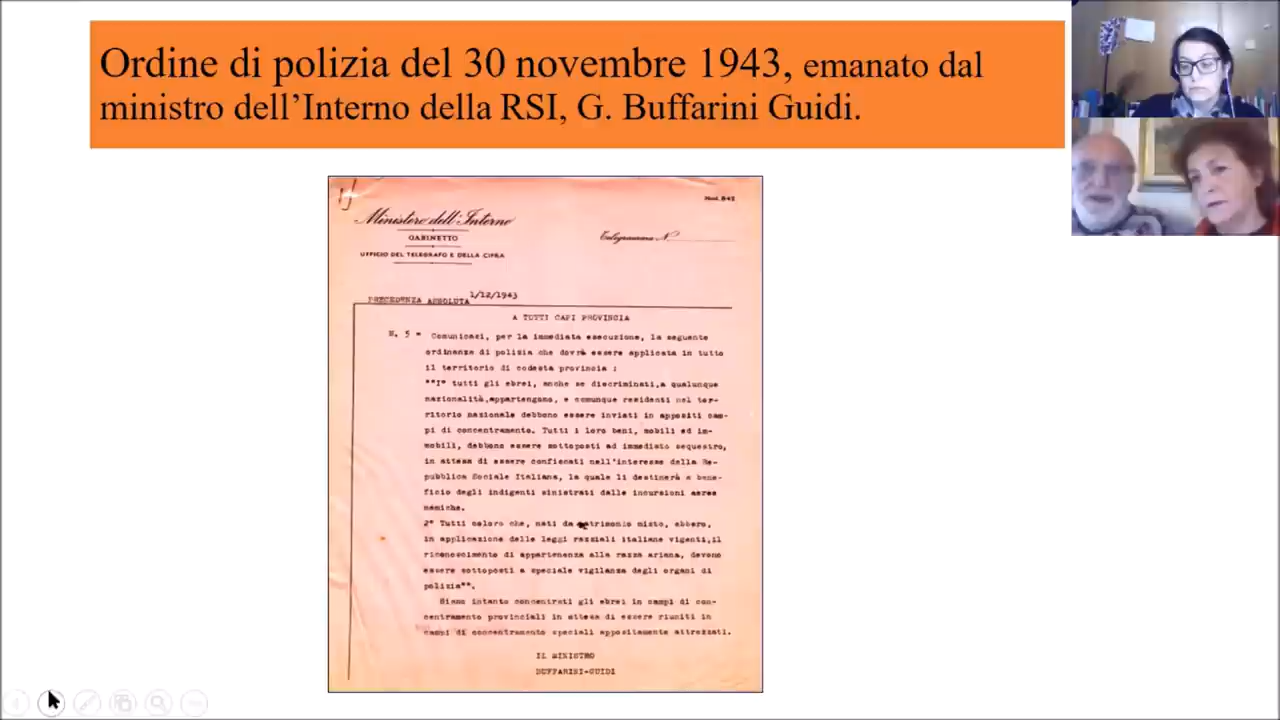 Ordine di polizia del 30 novembre 1943, emanato dal
ministro dell’Interno della RSI, G. Buffarini Guidi.
Mod. 842
Ministero dell'Interno
GABINETTO
UFFICIO DEL TELEGRAFO E DELLA CIFRA
Telegramma N.
PRECEDENZA ASSOLUTA 1/12/1943
A TUTTI CAPI PROVINCIA
N. 5 = Comunicasi, per la immediata esecuzione, la seguente
ordinanza di polizia che dovrà essere applicata in tutto
il territorio di codesta provincia :
""1° tutti gli ebrei, anche se discriminati,a qualunque
nazionalità,appartengano, e comunque residenti nel ter-
ritorio nazionale debbono essere inviati in appositi cam-
pi di concentramento. Tutti i loro beni, mobili ed im-
mobili, debbono essere sottoposti ad immediato sequestro,
in attesa di essere confiscati nell'interesse della Re-
pubblica Sociale Italiana, la quale li destinerà a bene-
ficio degli indigenti sinistrati dalle incursioni aeree
nemiche.
2° Tutti coloro che, nati da matrimonio misto, ebbero,
in applicazione delle leggi razziali italiane vigenti,il
riconoscimento di appartenenza alla razza ariana, devono
essere sottoposti a speciale vigilanza degli organi di
polizia"".
Siano intanto concentrati gli ebrei in campi di con-
centramento provinciali in attesa di essere riuniti in
campi di concentramento speciali appositamente attrezzati.
IL MINISTRO
BUFFARINI-GUIDI